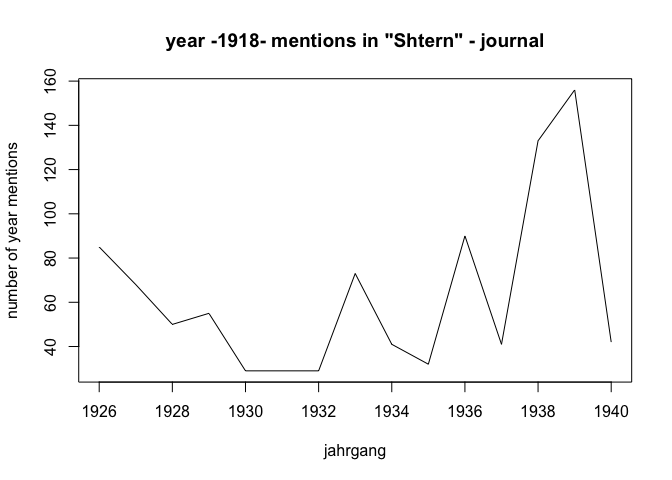 year -1918- mentions in "Shtern" - journal
number of year mentions
160
140
120
100
80
60
40
1926 1928 1930 1932 1934 1936 1938 1940
jahrgang